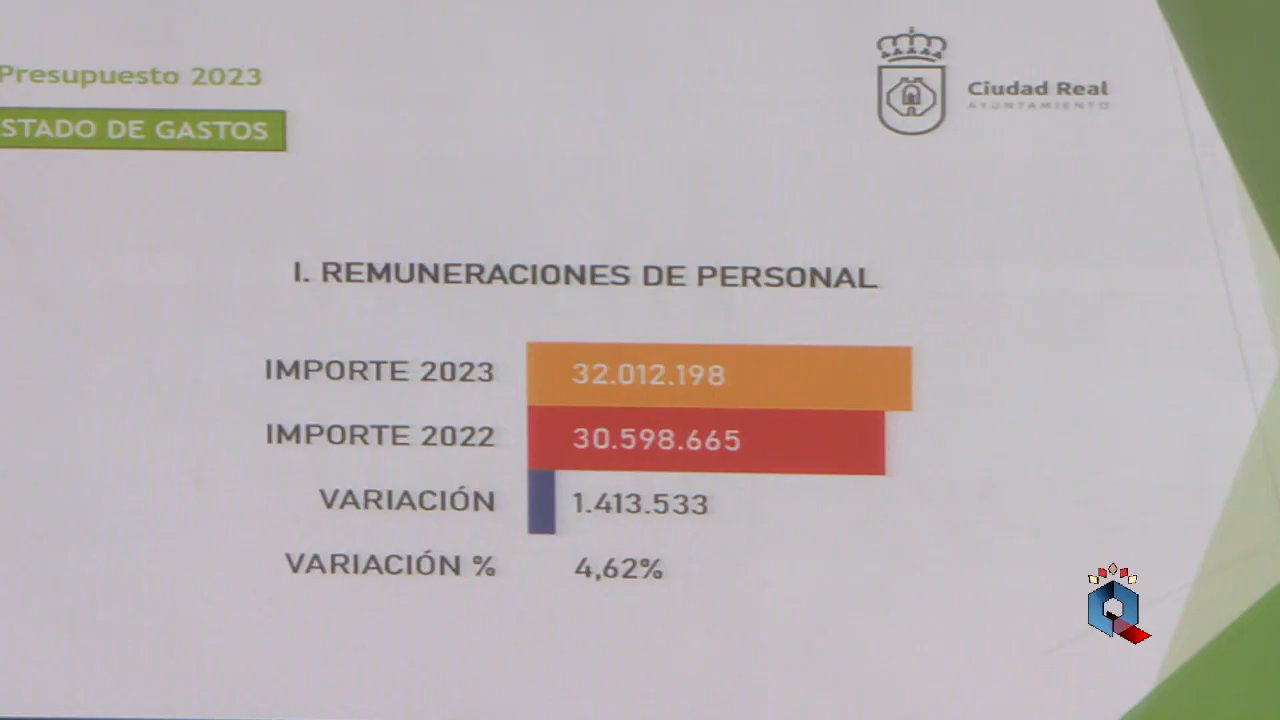 Presupuesto 2023
STADO DE GASTOS
Ciudad Real
AYUNTAMIENTO
I. REMUNERACIONES DE PERSONAL
IMPORTE 2023 32.012.198
IMPORTE 2022 30.598.665
VARIACIÓN 1.413.533
VARIACIÓN % 4,62%